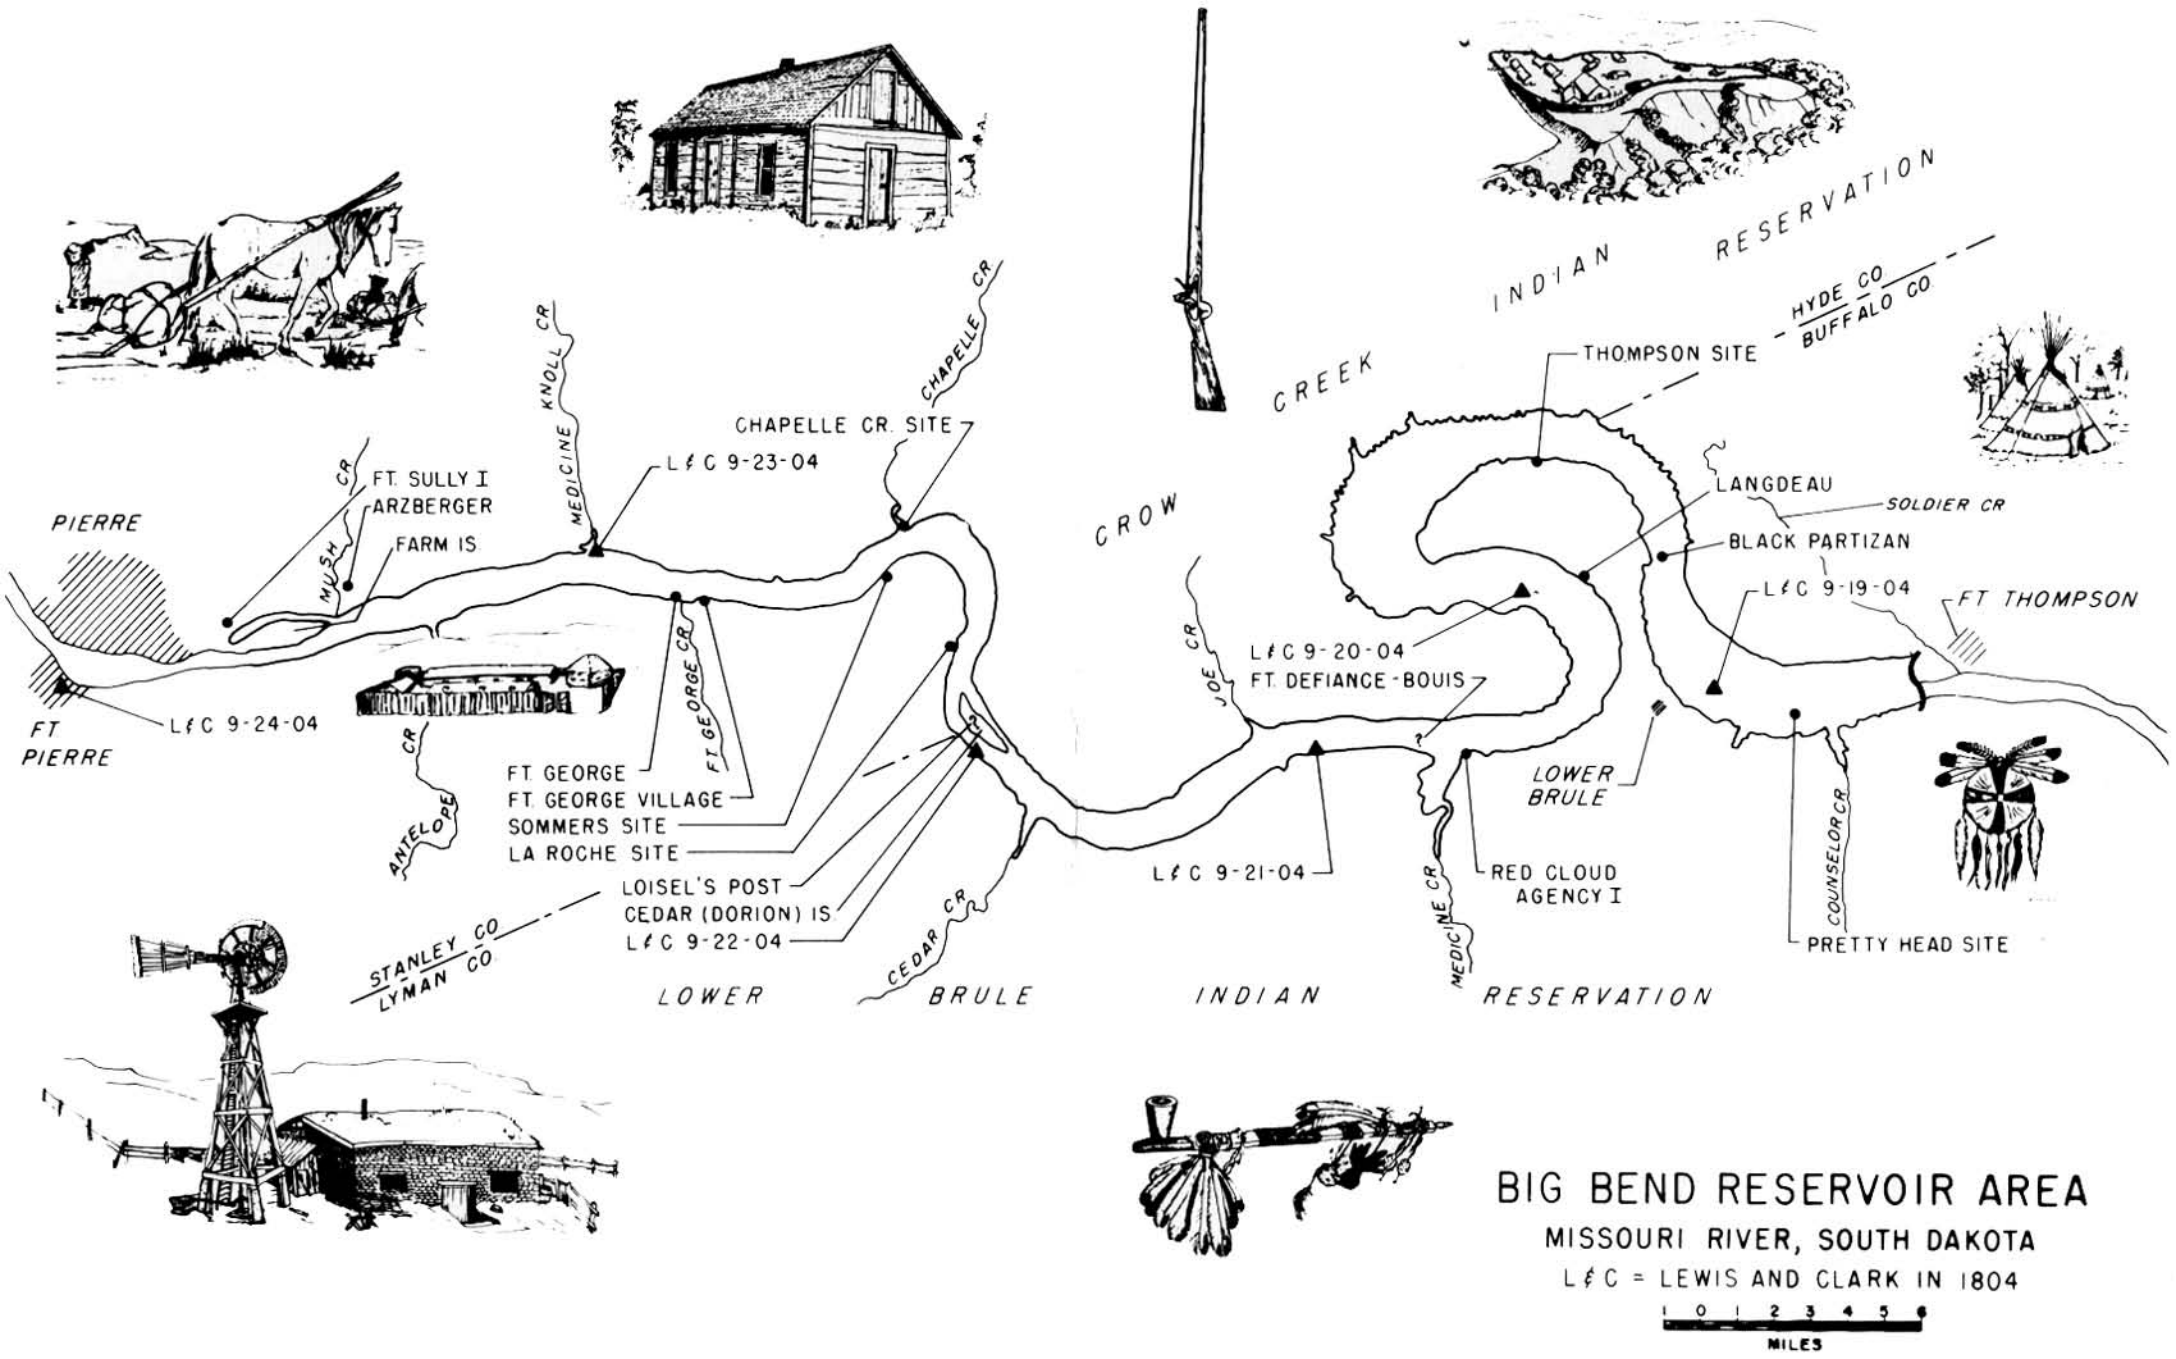 INDIAN RESERVATION
HYDE CO
BUFFALO CO.
THOMPSON SITE
CREEK
CHAPELLE CR
MEDICINE KNOLL CR
CHAPELLE CR. SITE
L&C 9-23-04
CR
FT. SULLY I
ARZBERGER
FARM IS.
MUSH
PIERRE
CROW
LANGDEAU
SOLDIER CR
BLACK PARTIZAN
L&C 9-19-04
FT THOMPSON
JOE CR
L&C 9-20-04
FT. DEFIANCE-BOUIS
?
?
L&C 9-24-04
FT.
PIERRE
CR
ANTELOPE
FT GEORGE CR
FT. GEORGE
FT. GEORGE VILLAGE
SOMMERS SITE
LA ROCHE SITE
LOISEL'S POST
CEDAR (DORION) IS.
L&C 9-22-04
LOWER
BRULE
L&C 9-21-04
RED CLOUD
AGENCY I
MEDICINE CR
COUNSELOR CR
PRETTY HEAD SITE
CEDAR CR
STANLEY CO
LYMAN CO.
LOWER BRULE INDIAN RESERVATION
BIG BEND RESERVOIR AREA
MISSOURI RIVER, SOUTH DAKOTA
L&C = LEWIS AND CLARK IN 1804
1 0 1 2 3 4 5 6
MILES